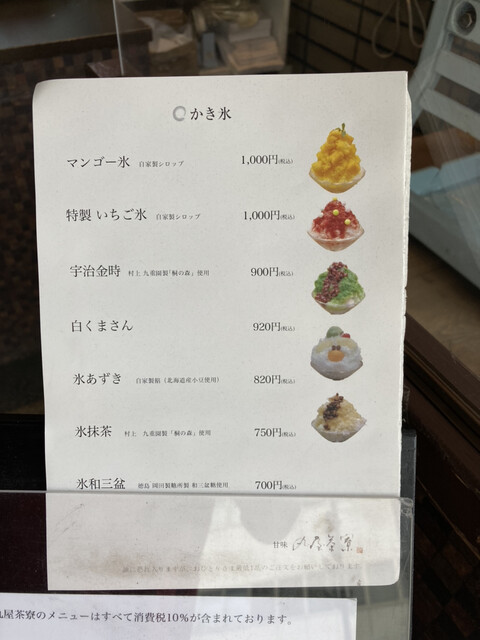 かき氷
マンゴー氷 自家製シロップ 1,000円(税込)
特製 いちご氷 自家製シロップ 1,000円(税込)
宇治金時 村上 九重園製「桐の森」使用 900円(税込)
白くまさん 920円(税込)
氷あずき 自家製餡（北海道産小豆使用） 820円(税込)
氷抹茶 村上 九重園製「桐の森」使用 750円(税込)
氷和三盆 徳島 岡田製糖所製 和三盆糖使用 700円(税込)
甘味 丸屋茶寮
丸屋茶寮のメニューはすべて消費税10%が含まれております。